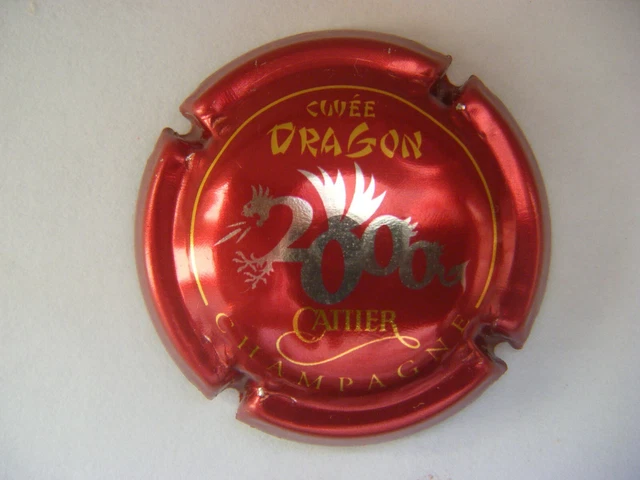 CUVÉE
DRAGON
2000
CATTIER
CHAMPAGNE